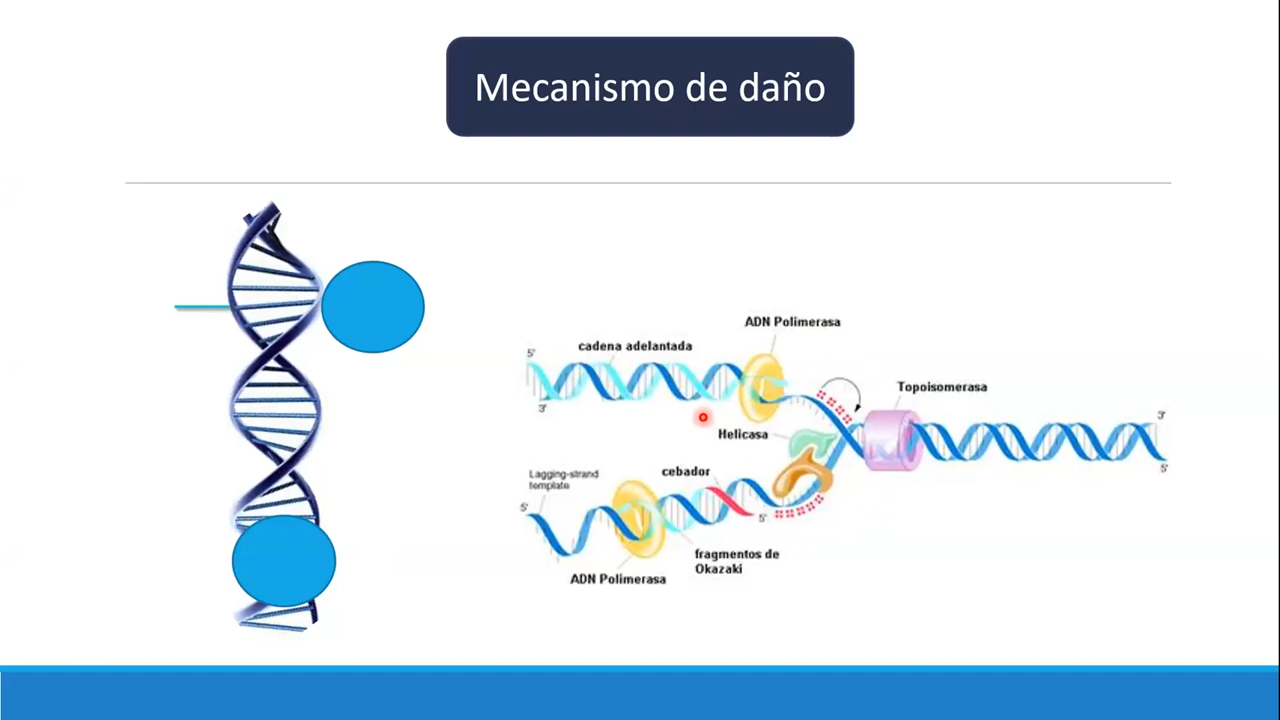 Mecanismo de daño
ADN Polimerasa
cadena adelantada
5'
3'
Topoisomerasa
3'
5'
Helicasa
cebador
Lagging-strand
template
5'
5'
fragmentos de
Okazaki
ADN Polimerasa